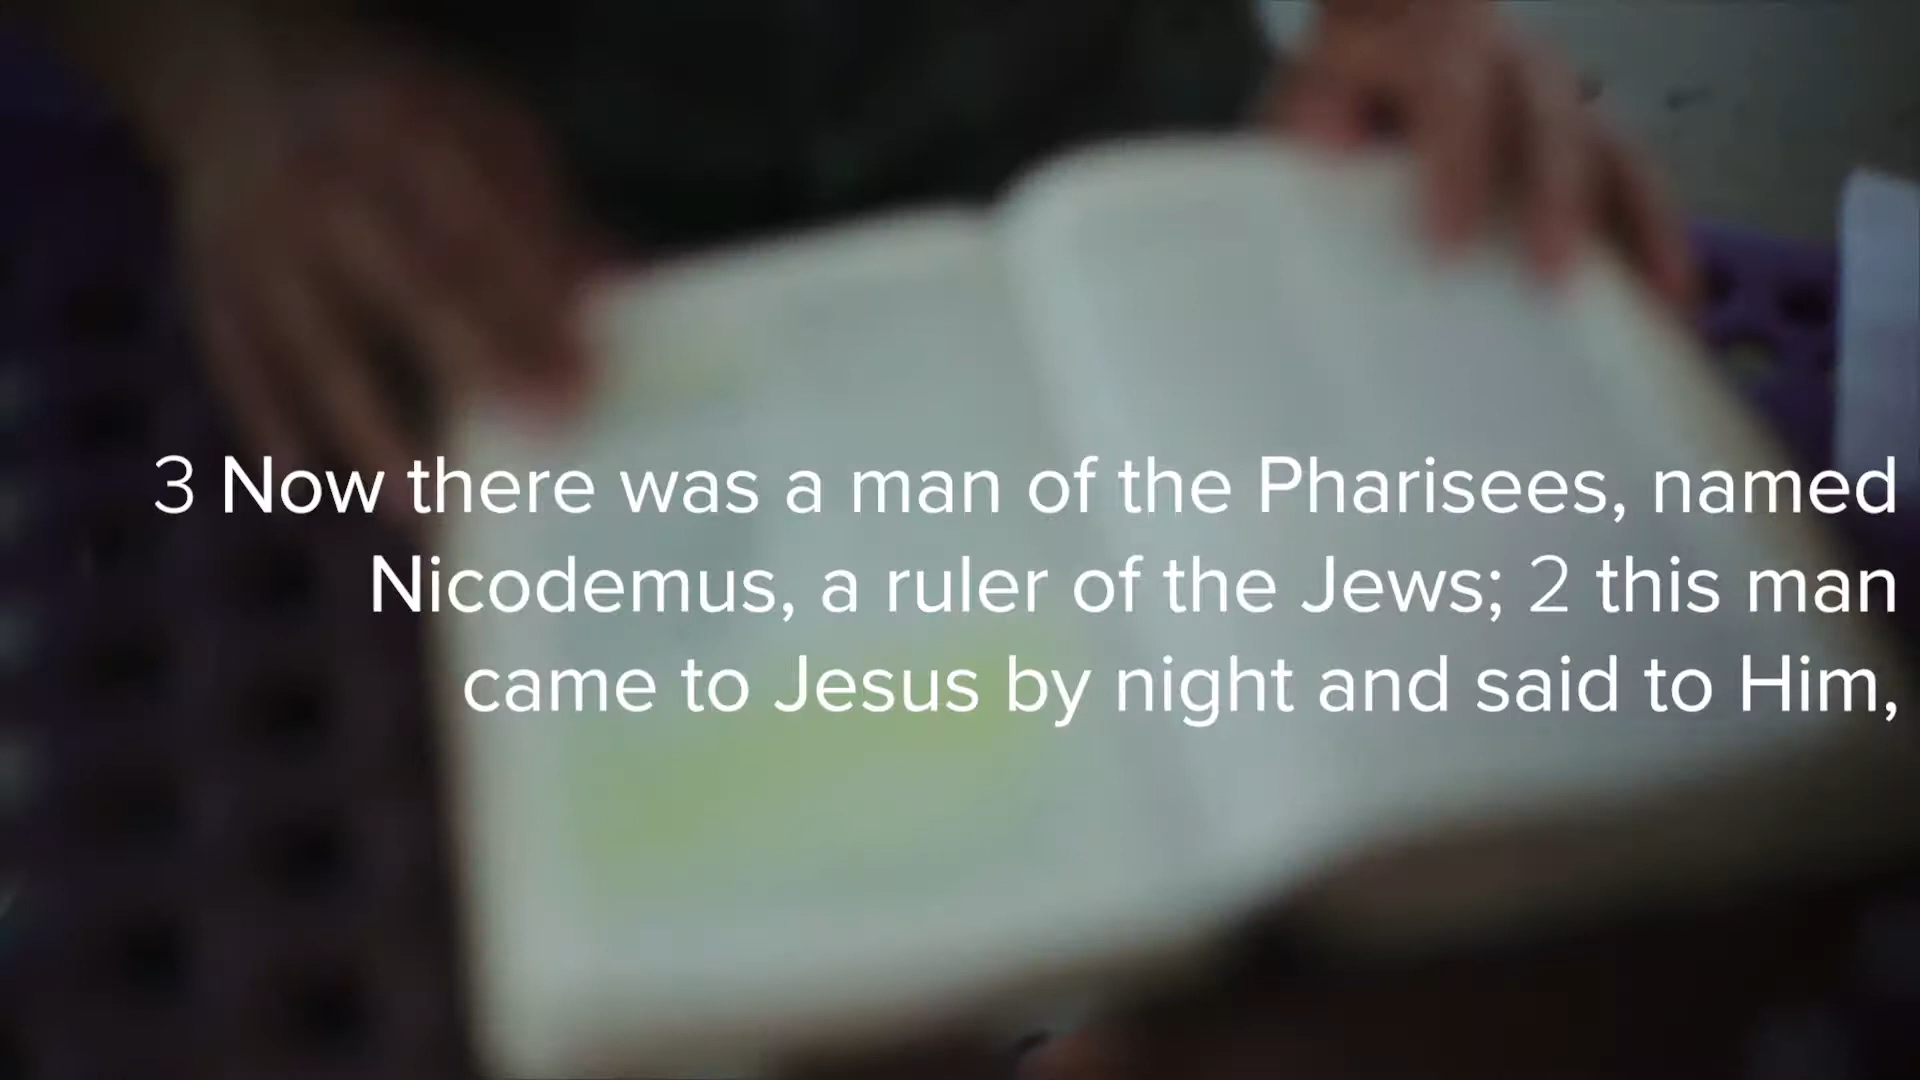 3 Now there was a man of the Pharisees, named
Nicodemus, a ruler of the Jews; 2 this man
came to Jesus by night and said to Him,